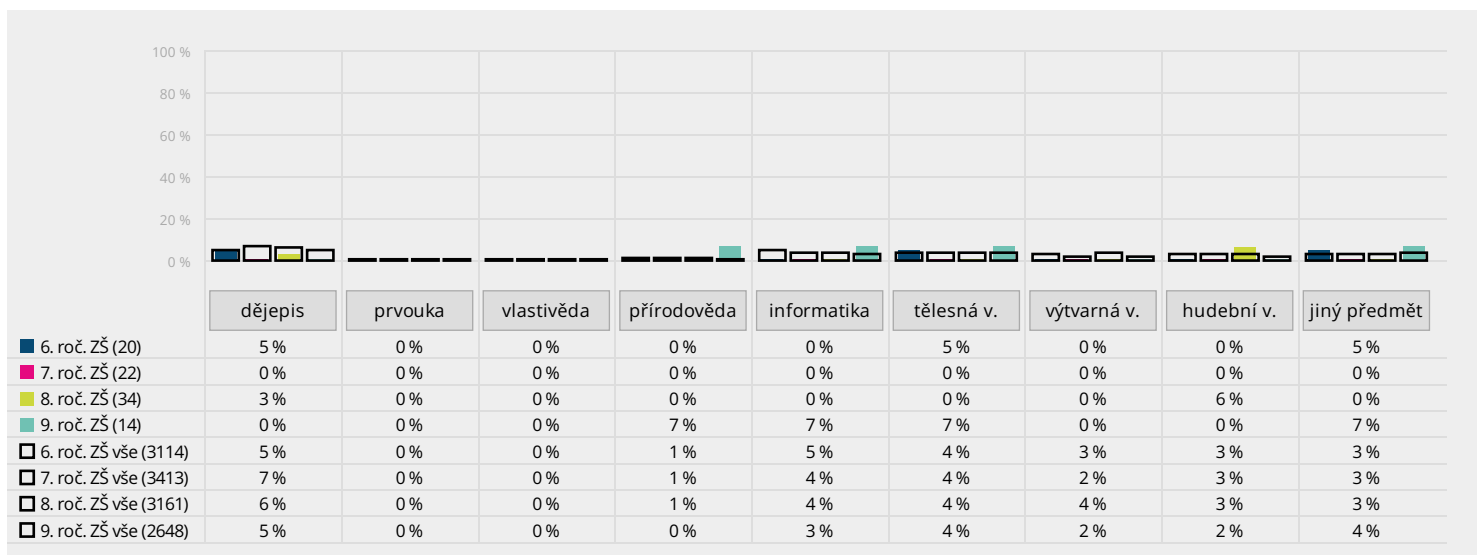 100 %
80 %
60 %
40 %
20 %
0 %
dějepis prvouka vlastivěda přírodověda informatika tělesná v. výtvarná v. hudební v. jiný předmět
6. roč. ZŠ (20) 5 % 0 % 0 % 0 % 0 % 5 % 0 % 0 % 5 %
7. roč. ZŠ (22) 0 % 0 % 0 % 0 % 0 % 0 % 0 % 0 % 0 %
8. roč. ZŠ (34) 3 % 0 % 0 % 0 % 0 % 0 % 0 % 6 % 0 %
9. roč. ZŠ (14) 0 % 0 % 0 % 7 % 7 % 7 % 0 % 0 % 7 %
6. roč. ZŠ vše (3114) 5 % 0 % 0 % 1 % 5 % 4 % 3 % 3 % 3 %
7. roč. ZŠ vše (3413) 7 % 0 % 0 % 1 % 4 % 4 % 2 % 3 % 3 %
8. roč. ZŠ vše (3161) 6 % 0 % 0 % 1 % 4 % 4 % 4 % 3 % 3 %
9. roč. ZŠ vše (2648) 5 % 0 % 0 % 0 % 3 % 4 % 2 % 2 % 4 %